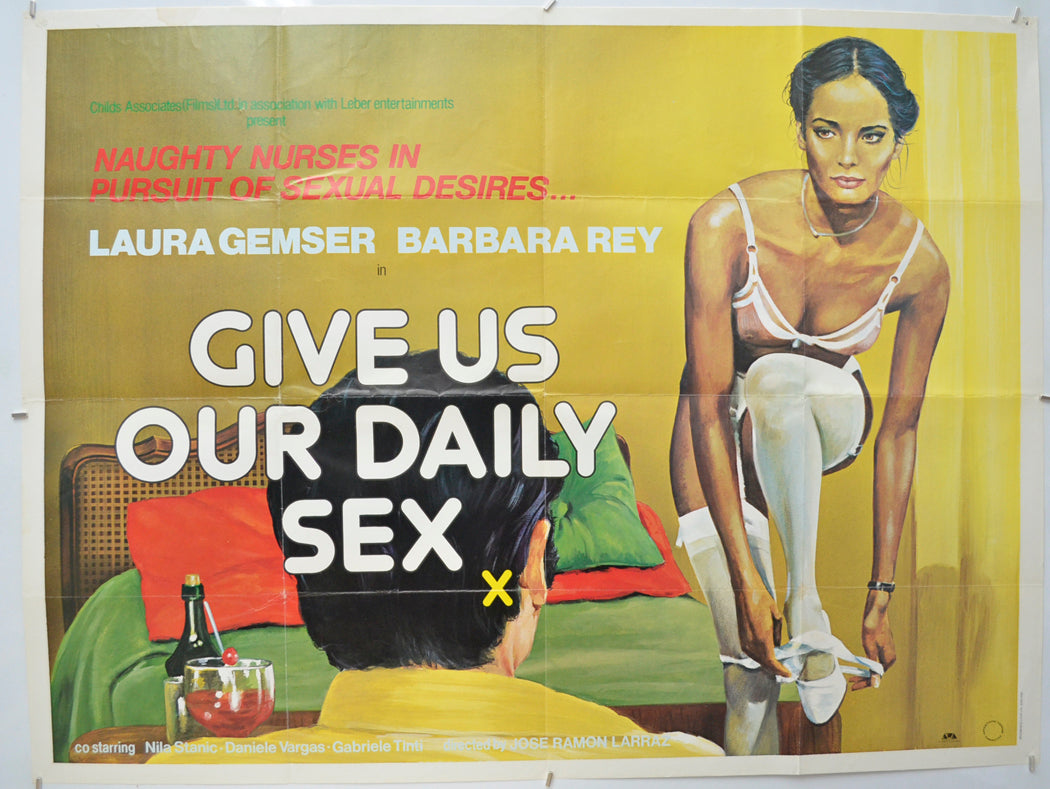 Childs Associates(Films)Ltd;in association with Leber entertainments
present
NAUGHTY NURSES IN
PURSUIT OF SEXUAL DESIRES...
LAURA GEMSER BARBARA REY
in
GIVE US
OUR DAILY
SEX
X
co starring Nila Stanic-Daniele Vargas-Gabriele Tinti directed by JOSE RAMON LARRAZ